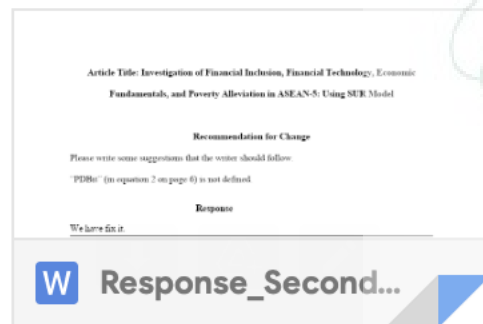 Article Title: Investigation of Financial Inclusion, Financial Technology, Economic
Fundamentals, and Poverty Alleviation in ASEAN-5: Using SUR Model
Recommendation for Change
Please write some suggestions that the writer should follow
"PDBit" (in equation 2 on page 6) is not defined
Response
We have fix it.
W Response_Second...